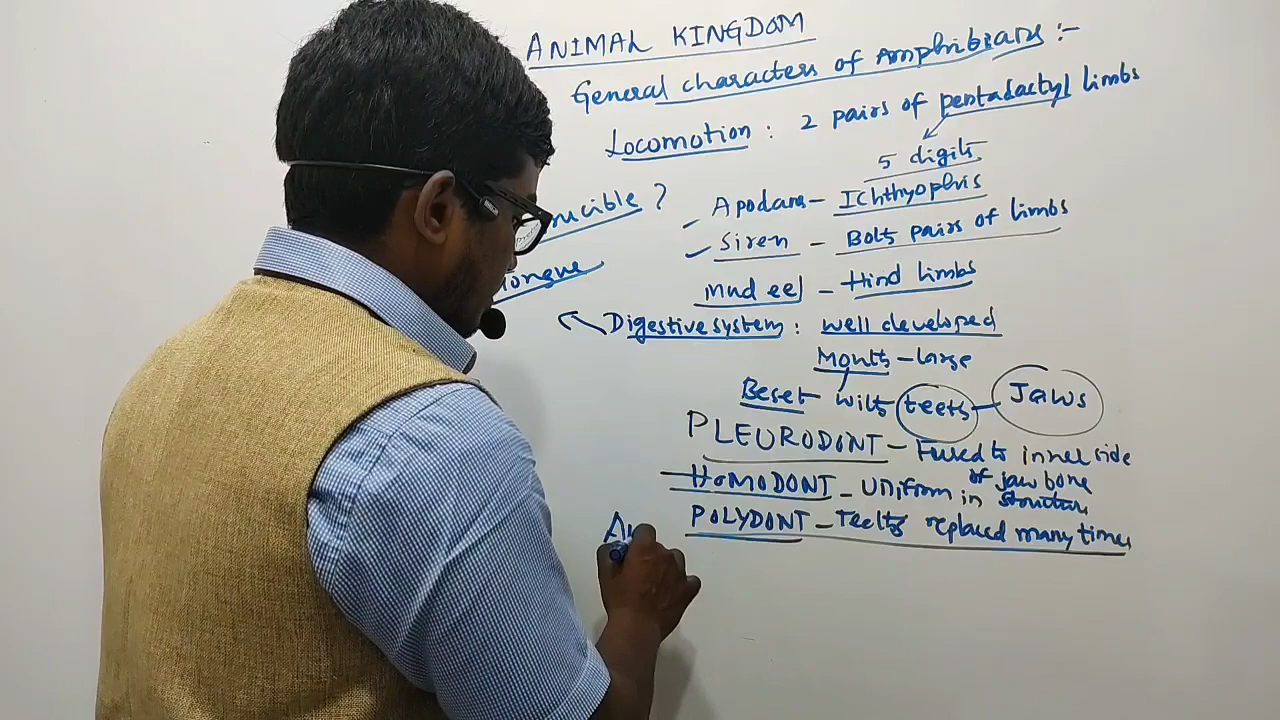 ANIMAL KINGDOM
General characters of Amphibians :-
Locomotion : 2 pairs of pentadactyl limbs
5 digits
ucible ?
Apodans - Ichthyophis
Siren - Both pairs of limbs
Tongue
Mud eel - Hind limbs
Digestive system : well developed
Mouth - large
Beset with teeth - Jaws
PLEURODONT - Fused to inner side
of jaw bone
HOMODONT - Uniform in structure
POLYDONT - Teeth replaced many times